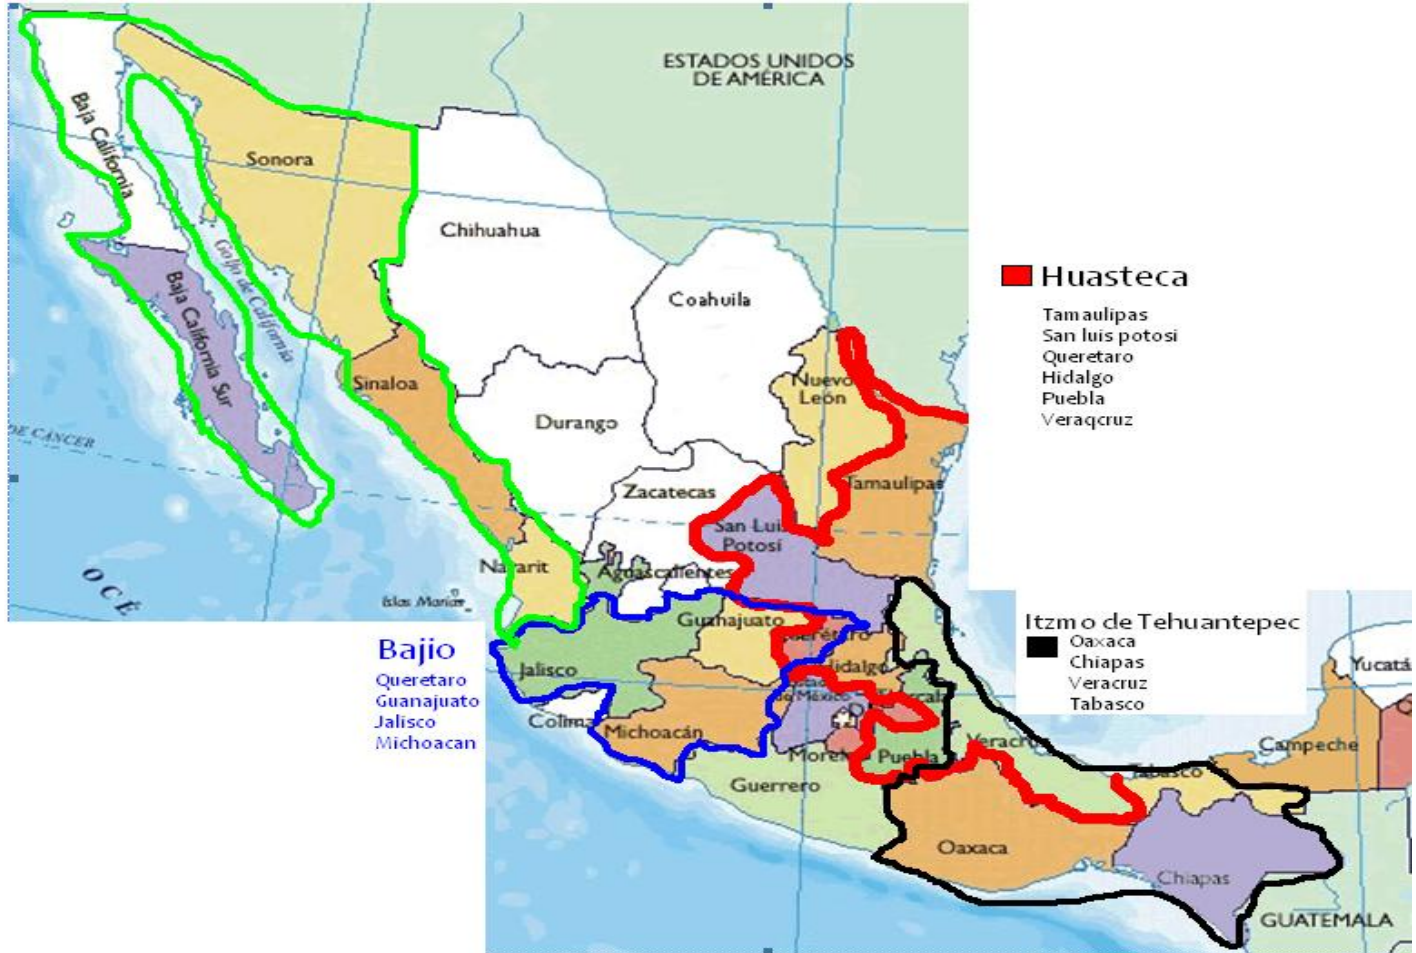 ESTADOS UNIDOS
DE AMÉRICA
Baja California
Sonora
Chihuahua
Golfo de California
Coahuila
Huasteca
Tamaulipas
San luis potosi
Queretaro
Hidalgo
Puebla
Veraqcruz
Baja California Sur
Sinaloa
Nuevo
León
Durango
DE CÁNCER
Zacatecas
Tamaulipas
San Luis
Potosí
Nayarit
Aguascalientes
OCÉ
Islas Marías
Guanajuato
Querétaro
Hidalgo
Itzmo de Tehuantepec
Oaxaca
Chiapas
Veracruz
Tabasco
Bajio
Queretaro
Guanajuato
Jalisco
Michoacan
Jalisco
Yucatá
de México
Colima
Michoacán
Veracruz
Campeche
Tabasco
Puebla
Guerrero
Oaxaca
Chiapas
GUATEMALA